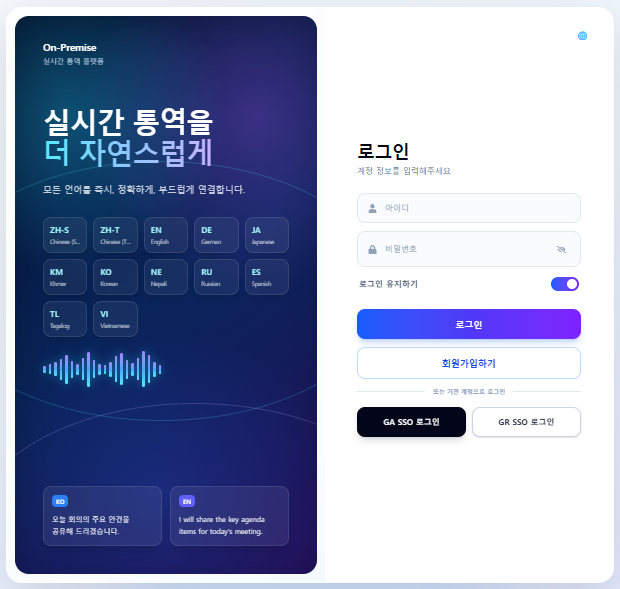 On-Premise
실시간 통역 플랫폼
실시간 통역을
더 자연스럽게
모든 언어를 즉시, 정확하게, 부드럽게 연결합니다.
ZH-S
Chinese (S...
ZH-T
Chinese (T...
EN
English
DE
German
JA
Japanese
KM
Khmer
KO
Korean
NE
Nepali
RU
Russian
ES
Spanish
TL
Tagalog
VI
Vietnamese
KO
오늘 회의의 주요 안건을
공유해 드리겠습니다.
EN
I will share the key agenda
items for today's meeting.
로그인
계정 정보를 입력해주세요
아이디
비밀번호
로그인 유지하기
로그인
회원가입하기
또는 기관 계정으로 로그인
GA SSO 로그인
GR SSO 로그인